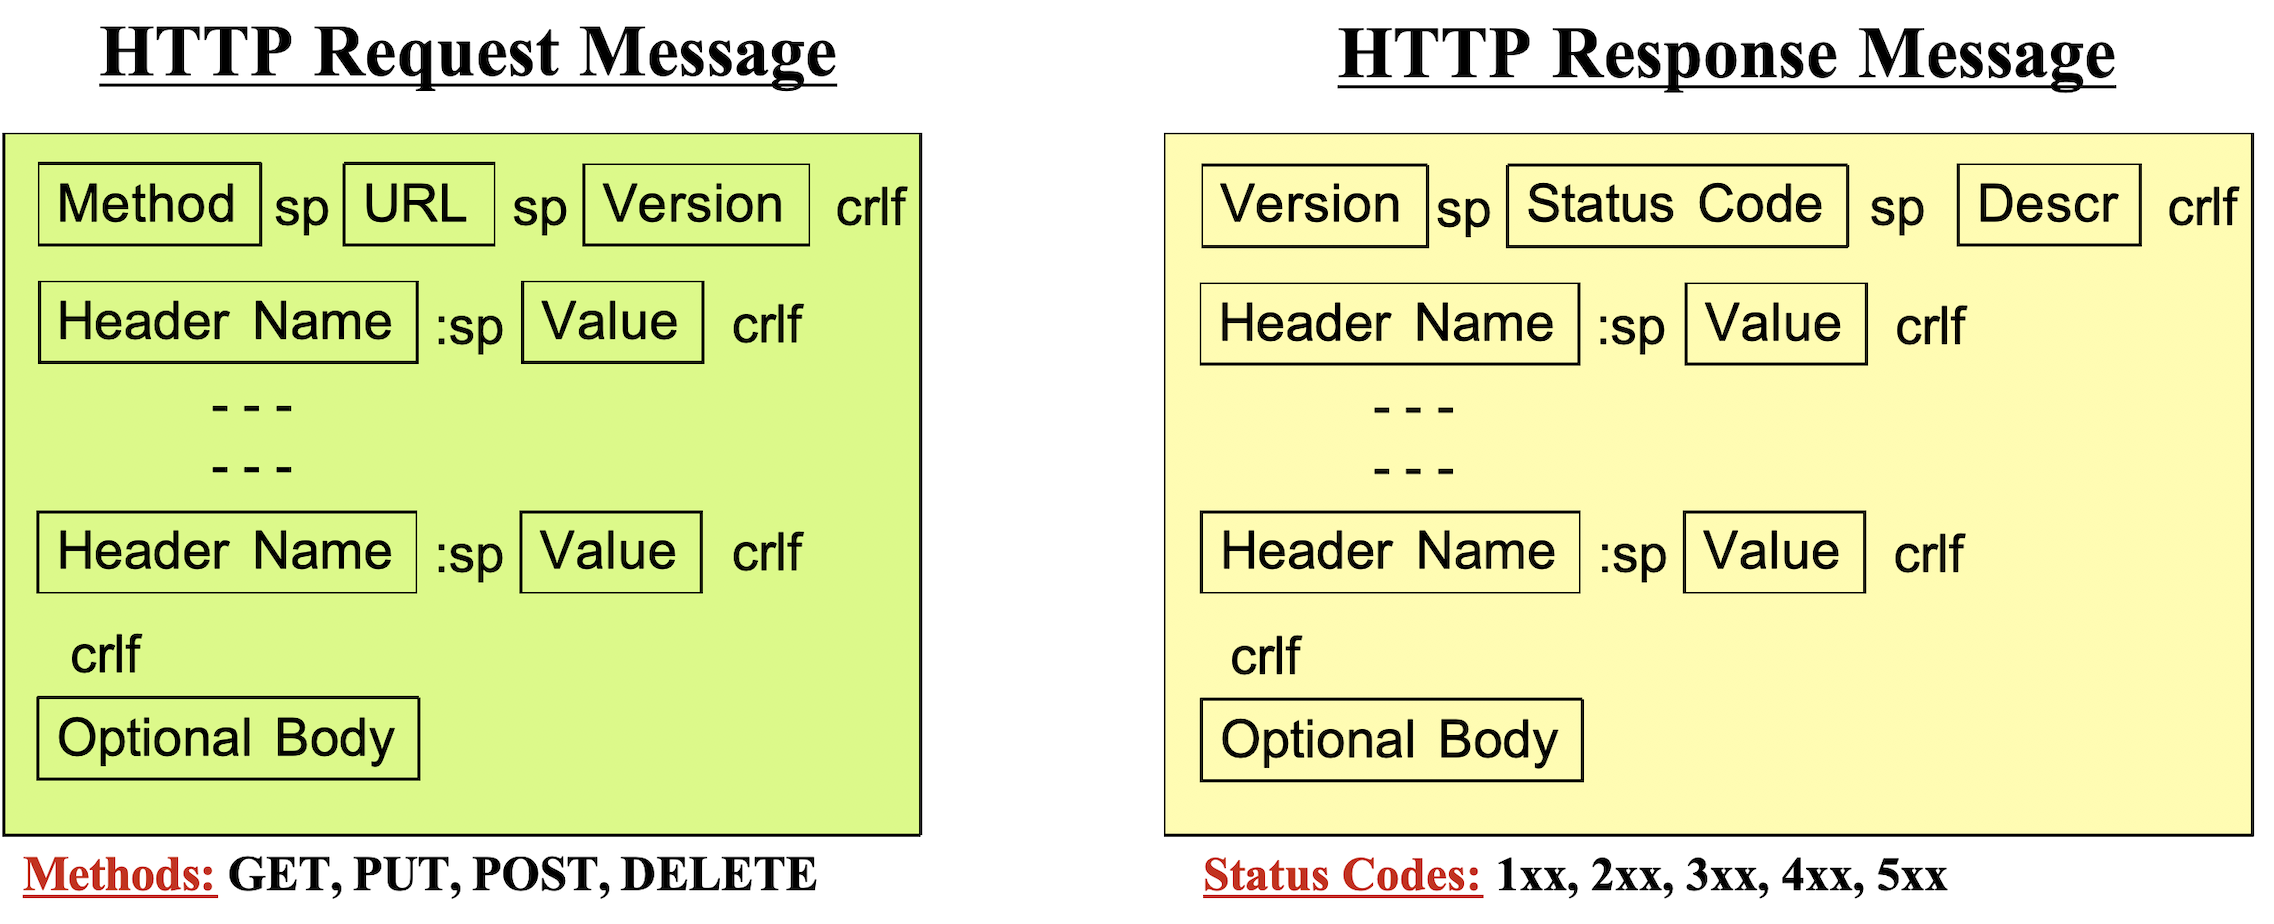 HTTP Request Message
Method sp URL sp Version crlf
Header Name :sp Value crlf
- - -
- - -
Header Name :sp Value crlf
crlf
Optional Body
Methods: GET, PUT, POST, DELETE
HTTP Response Message
Version sp Status Code sp Descr crlf
Header Name :sp Value crlf
- - -
- - -
Header Name :sp Value crlf
crlf
Optional Body
Status Codes: 1xx, 2xx, 3xx, 4xx, 5xx